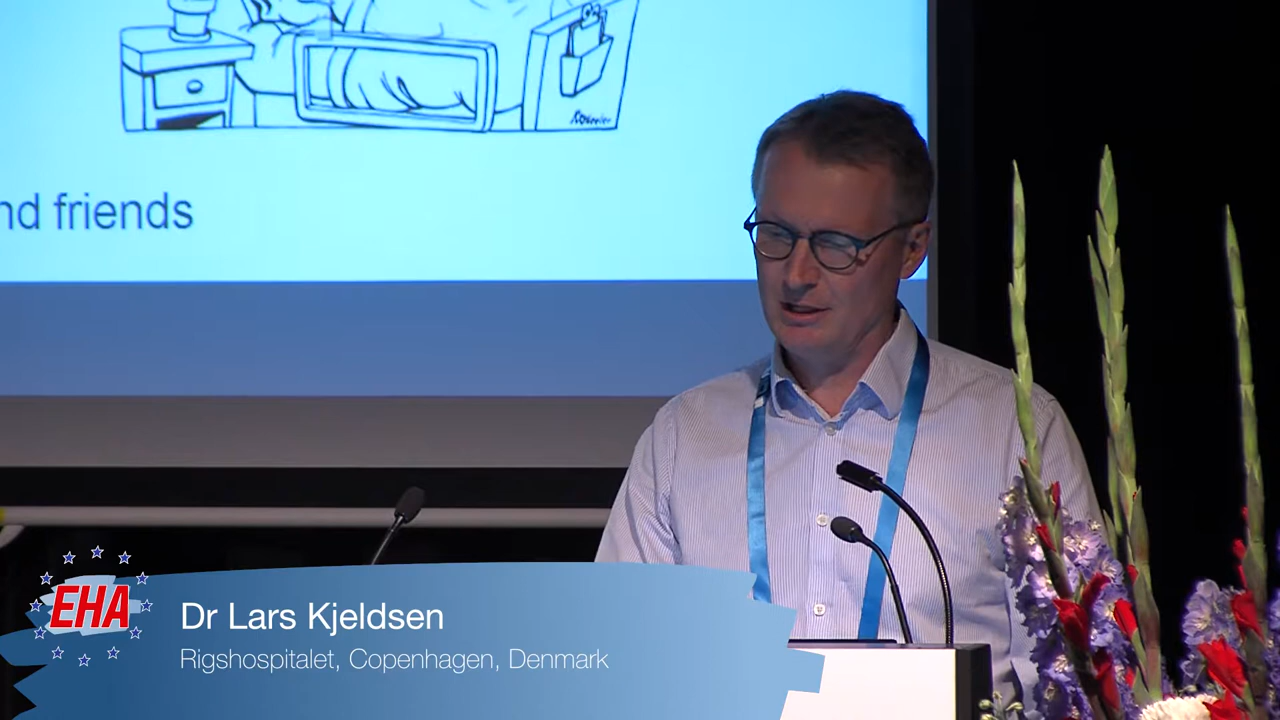 nd friends
EHA
Dr Lars Kjeldsen
Rigshospitalet, Copenhagen, Denmark